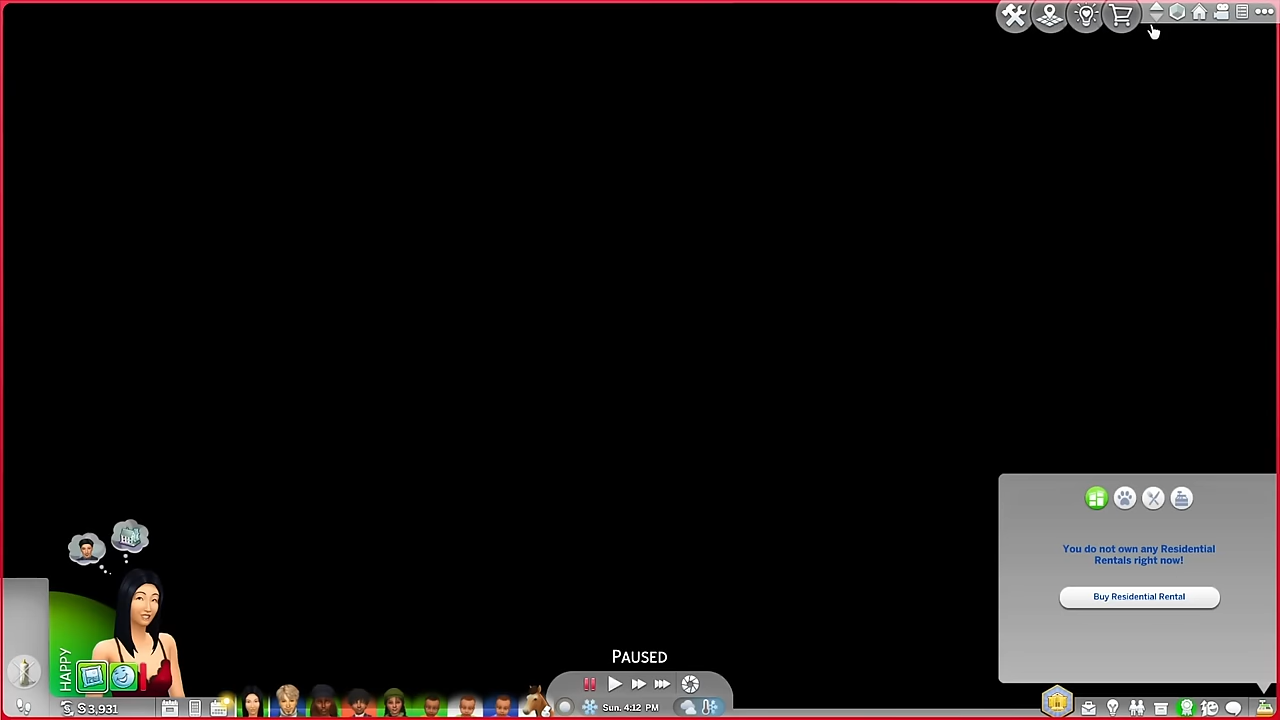 You do not own any Residential
Rentals right now!
Buy Residential Rental
PAUSED
HAPPY
§ 3,931
Sun. 4:12 PM